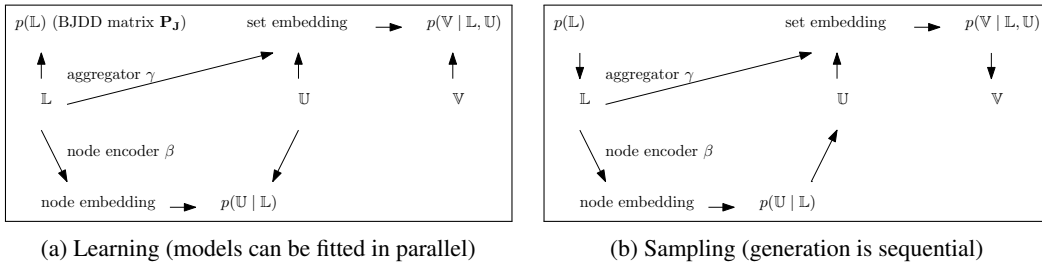 p(𝕃) (BJDD matrix P_J) set embedding p(𝕍 | 𝕃, 𝕌)
aggregator γ
𝕃 𝕌 𝕍
node encoder β
node embedding p(𝕌 | 𝕃)
(a) Learning (models can be fitted in parallel)
p(𝕃) set embedding p(𝕍 | 𝕃, 𝕌)
aggregator γ
𝕃 𝕌 𝕍
node encoder β
node embedding p(𝕌 | 𝕃)
(b) Sampling (generation is sequential)